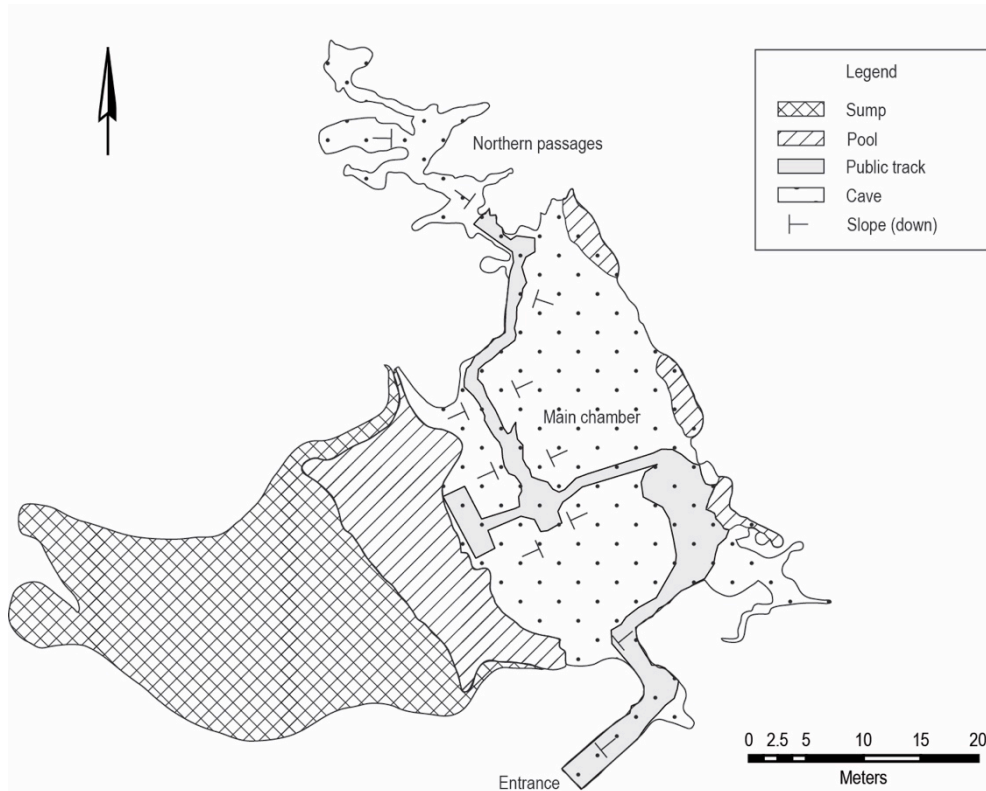 Legend
Sump
Pool
Public track
Cave
Slope (down)
Northern passages
Main chamber
Entrance
0 2.5 5 10 15 20
Meters